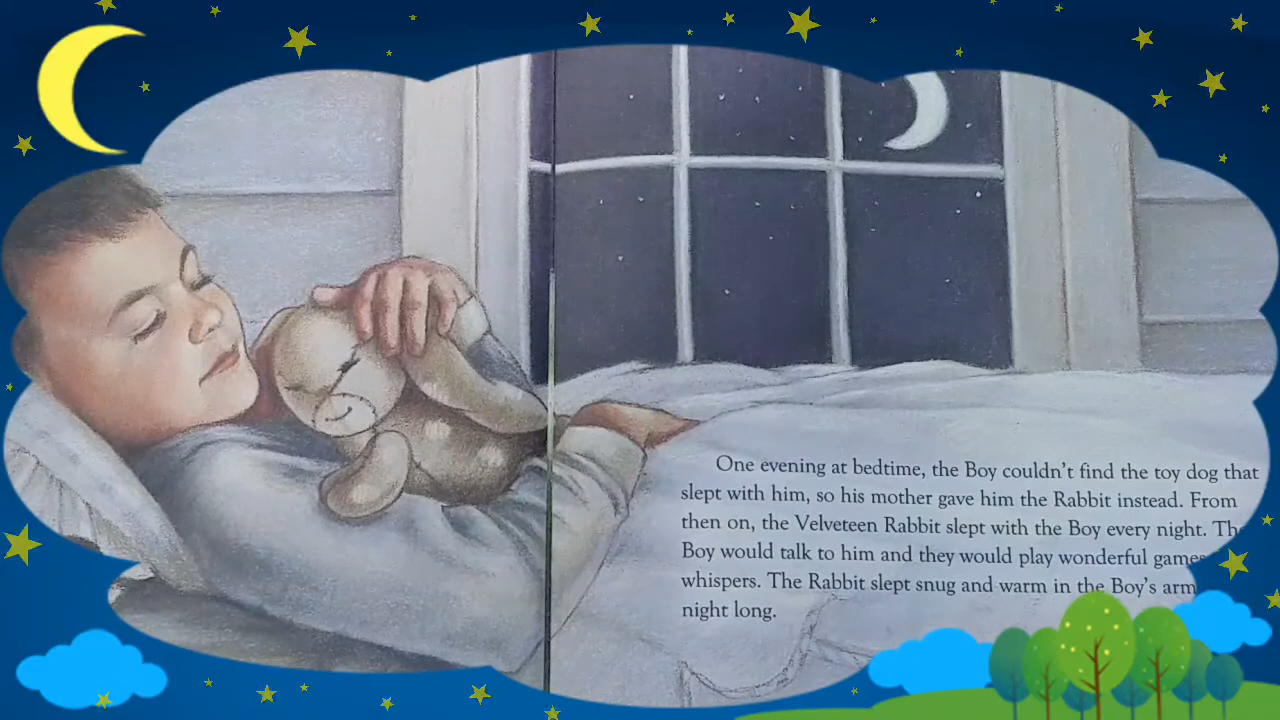 One evening at bedtime, the Boy couldn't find the toy dog that
slept with him, so his mother gave him the Rabbit instead. From
then on, the Velveteen Rabbit slept with the Boy every night.
Boy would talk to him and they would play wonderful
whispers. The Rabbit slept snug and warm in the Boy's
night long.